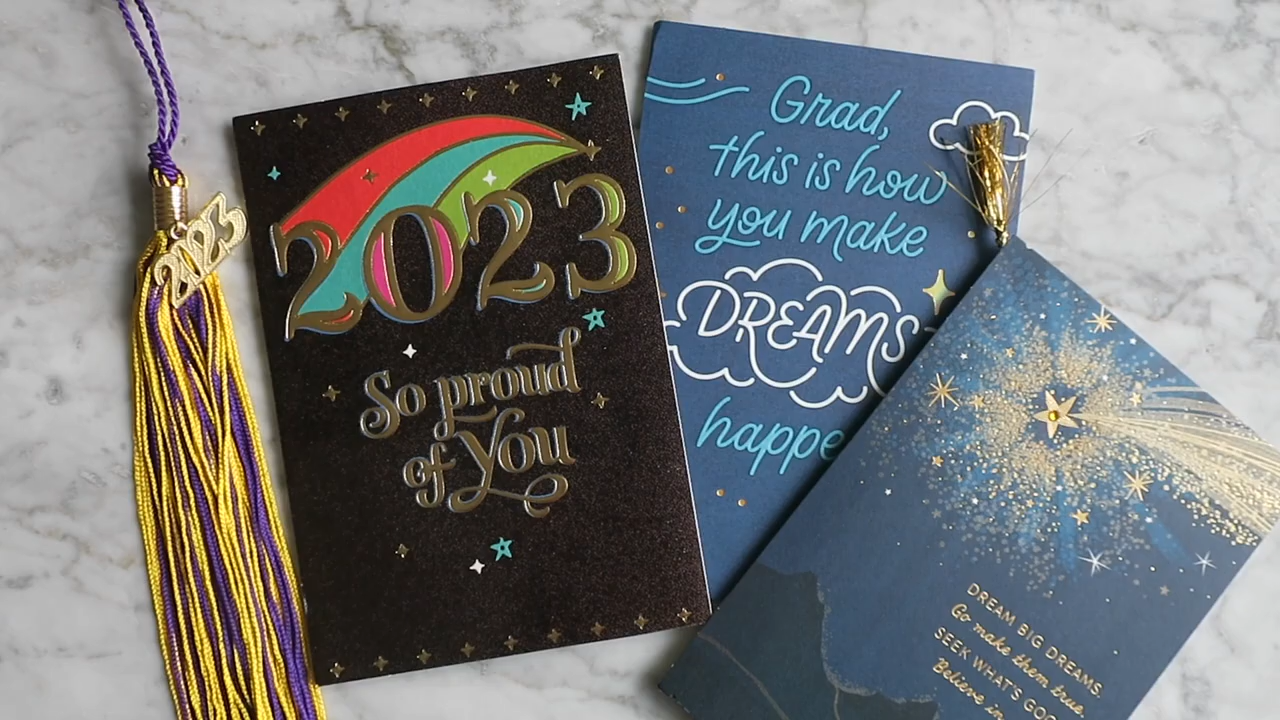 2023
2023
So proud
of You
Grad,
this is how
you make
DREAMS
happe
DREAM BIG DREAMS.
Go make them true.
SEEK WHAT'S GOO
Believe in